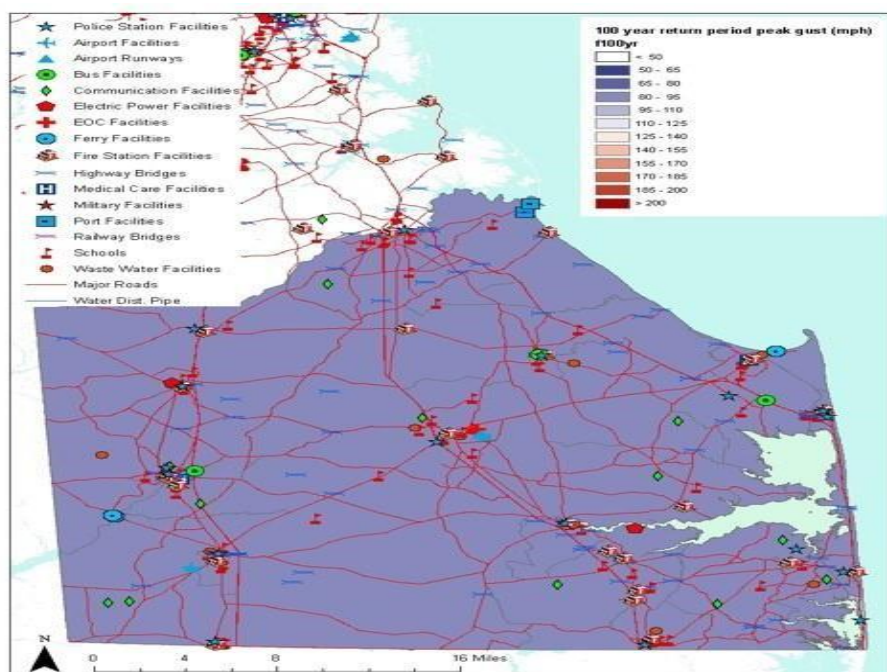 Police Station Facilities
Airport Facilities
Airport Runways
Bus Facilities
Communication Facilities
Electric Power Facilities
EOC Facilities
Ferry Facilities
Fire Station Facilities
Highway Bridges
Medical Care Facilities
Military Facilities
Port Facilities
Railway Bridges
Schools
Waste Water Facilities
Major Roads
Water Dist. Pipe
100 year return period peak gust (mph)
f100yr
< 50
50 - 65
65 - 80
80 - 95
95 - 110
110 - 125
125 - 140
140 - 155
155 - 170
170 - 185
185 - 200
> 200
N
0 4 8 16 Miles